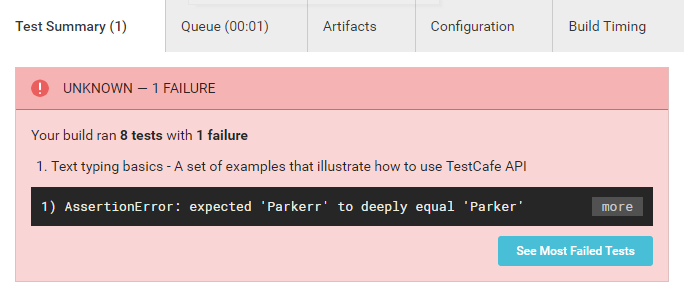 Test Summary (1) Queue (00:01) Artifacts Configuration Build Timing
UNKNOWN — 1 FAILURE
Your build ran 8 tests with 1 failure
1. Text typing basics - A set of examples that illustrate how to use TestCafe API
1) AssertionError: expected 'Parkerr' to deeply equal 'Parker' more
See Most Failed Tests